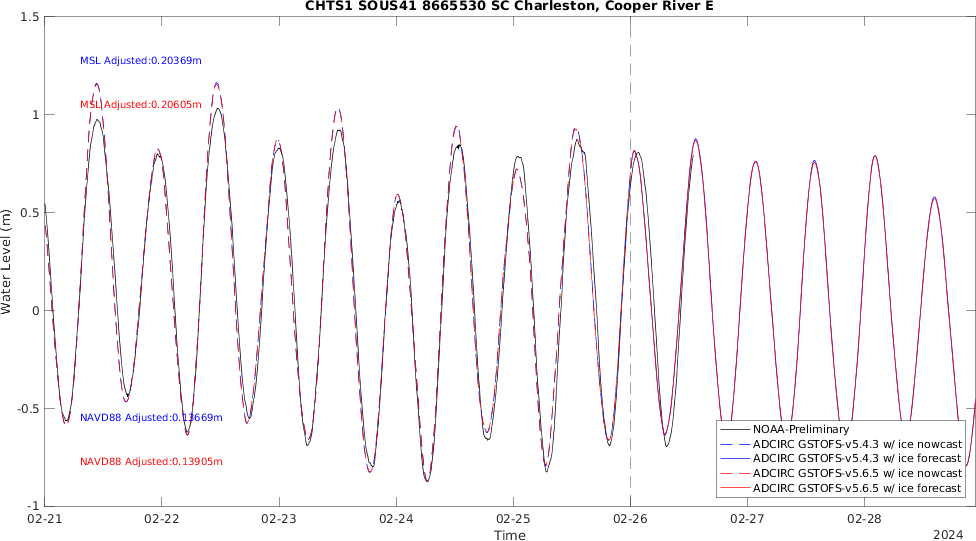 CHTS1 SOUS41 8665530 SC Charleston, Cooper River E
1.5
MSL Adjusted:0.20369m
MSL Adjusted:0.20605m
1
0.5
Water Level (m)
0
-0.5
NAVD88 Adjusted:0.13669m
NAVD88 Adjusted:0.13905m
-1
NOAA-Preliminary
ADCIRC GSTOFS-v5.4.3 w/ ice nowcast
ADCIRC GSTOFS-v5.4.3 w/ ice forecast
ADCIRC GSTOFS-v5.6.5 w/ ice nowcast
ADCIRC GSTOFS-v5.6.5 w/ ice forecast
02-21 02-22 02-23 02-24 02-25 02-26 02-27 02-28
Time
2024